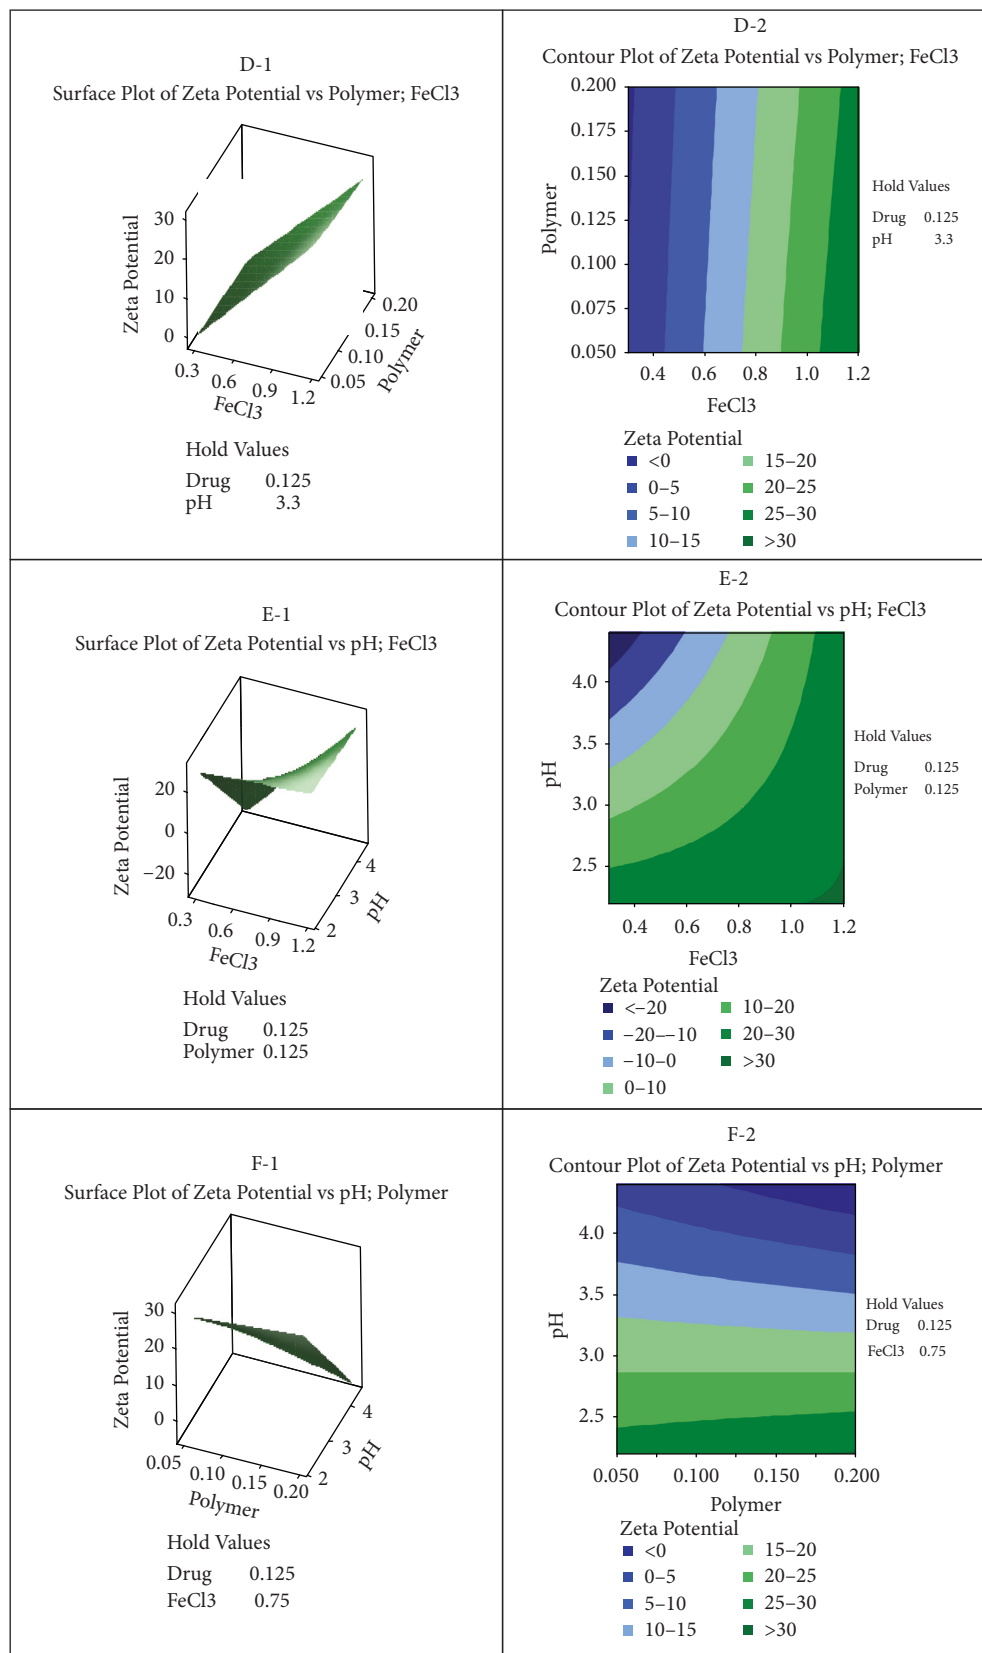 D-1
Surface Plot of Zeta Potential vs Polymer; FeCl3
Zeta Potential
30
20
10
0
0.3
0.6
0.9
1.2
FeCl3
0.05
0.10
0.15
0.20
Polymer
Hold Values
Drug 0.125
pH 3.3
D-2
Contour Plot of Zeta Potential vs Polymer; FeCl3
Polymer
0.200
0.175
0.150
0.125
0.100
0.075
0.050
0.4 0.6 0.8 1.0 1.2
FeCl3
Hold Values
Drug 0.125
pH 3.3
Zeta Potential
<0 15–20
0–5 20–25
5–10 25–30
10–15 >30
E-1
Surface Plot of Zeta Potential vs pH; FeCl3
Zeta Potential
20
0
−20
0.3
0.6
0.9
1.2
FeCl3
2
3
4
pH
Hold Values
Drug 0.125
Polymer 0.125
E-2
Contour Plot of Zeta Potential vs pH; FeCl3
pH
4.0
3.5
3.0
2.5
0.4 0.6 0.8 1.0 1.2
FeCl3
Hold Values
Drug 0.125
Polymer 0.125
Zeta Potential
<−20 10–20
−20–−10 20–30
−10–0 >30
0–10
F-1
Surface Plot of Zeta Potential vs pH; Polymer
Zeta Potential
30
20
10
0
0.05
0.10
0.15
0.20
Polymer
2
3
4
pH
Hold Values
Drug 0.125
FeCl3 0.75
F-2
Contour Plot of Zeta Potential vs pH; Polymer
pH
4.0
3.5
3.0
2.5
0.050 0.100 0.150 0.200
Polymer
Hold Values
Drug 0.125
FeCl3 0.75
Zeta Potential
<0 15–20
0–5 20–25
5–10 25–30
10–15 >30